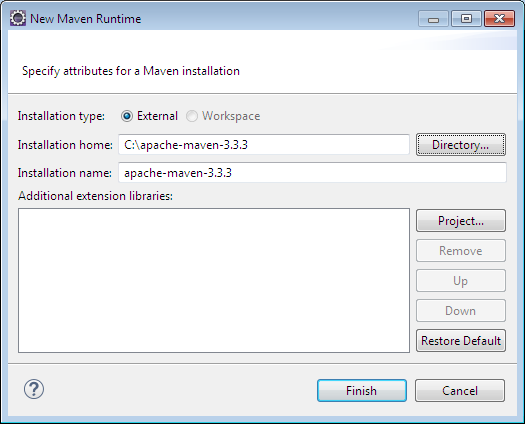 New Maven Runtime
Specify attributes for a Maven installation
Installation type: External Workspace
Installation home: C:\apache-maven-3.3.3 Directory...
Installation name: apache-maven-3.3.3
Additional extension libraries:
Project...
Remove
Up
Down
Restore Default
? Finish Cancel